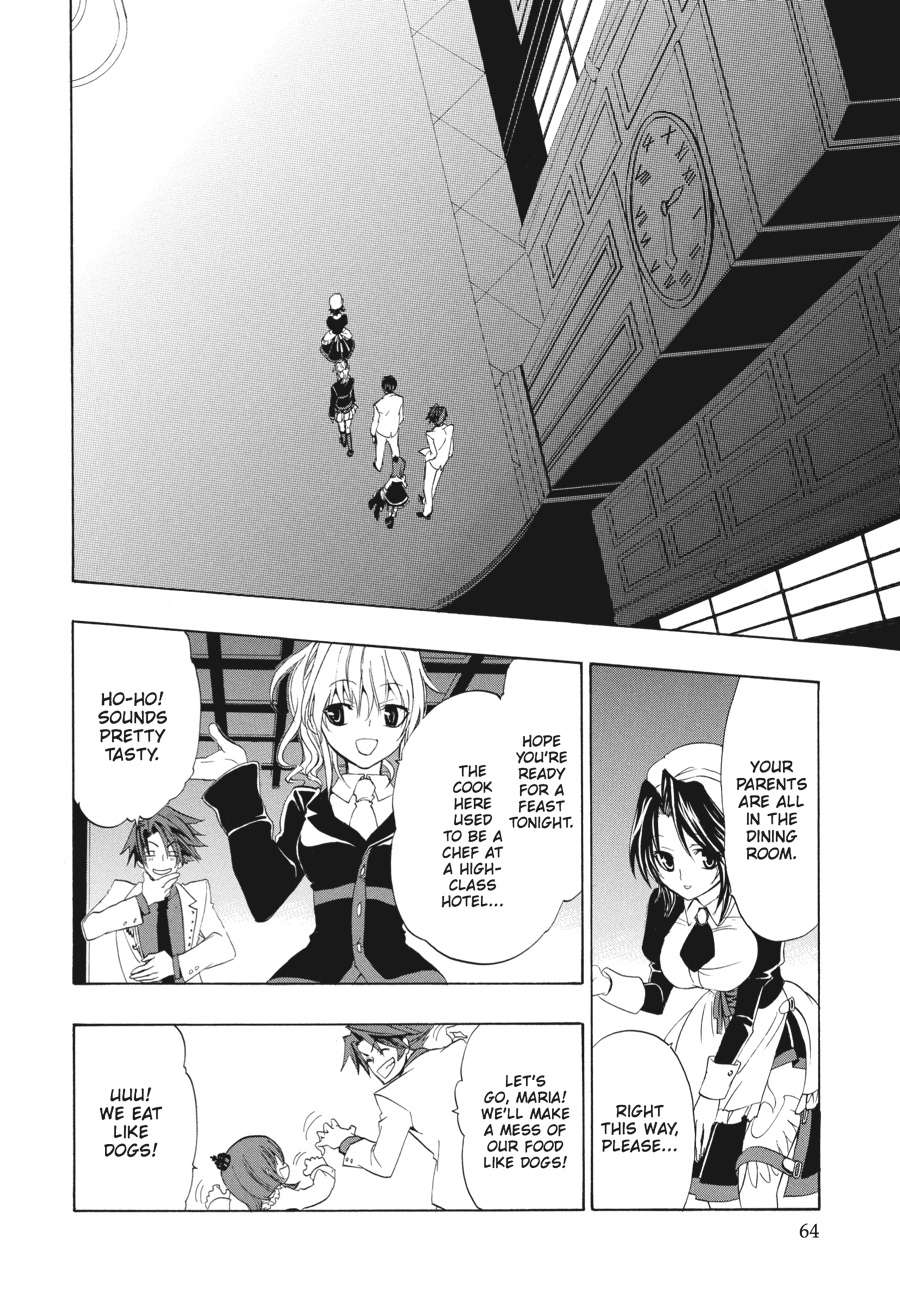 YOUR
PARENTS
ARE ALL
IN THE
DINING
ROOM.
RIGHT
THIS WAY,
PLEASE...
HOPE
YOU'RE
READY
FOR A
FEAST
TONIGHT.
THE
COOK
HERE
USED
TO BE A
CHEF AT
A HIGH-
CLASS
HOTEL...
HO-HO!
SOUNDS
PRETTY
TASTY.
LET'S
GO, MARIA!
WE'LL MAKE
A MESS OF
OUR FOOD
LIKE DOGS!
UUU!
WE EAT
LIKE
DOGS!
64